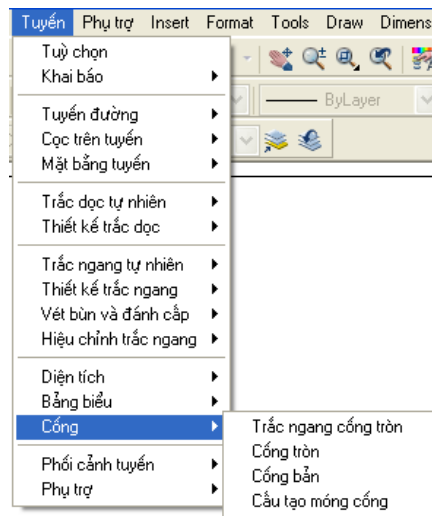 Tuyến Phụ trợ Insert Format Tools Draw Dimens
Tuỳ chọn
Khai báo
ByLayer
Tuyến đường
Cọc trên tuyến
Mặt bằng tuyến
Trắc dọc tự nhiên
Thiết kế trắc dọc
Trắc ngang tự nhiên
Thiết kế trắc ngang
Vét bùn và đánh cấp
Hiệu chỉnh trắc ngang
Diện tích
Bảng biểu
Cống
Trắc ngang cống tròn
Cống tròn
Cống bản
Cấu tạo móng cống
Phối cảnh tuyến
Phụ trợ